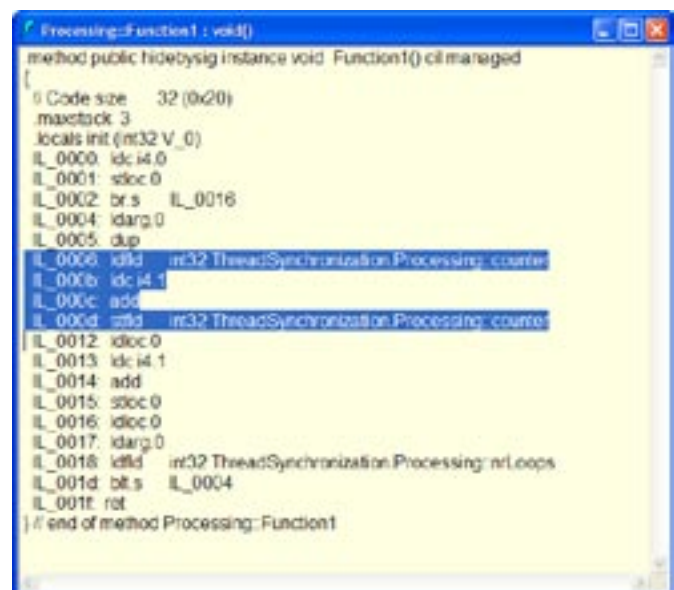 Processing::Function1 : void()
.method public hidebysig instance void Function1() cil managed
{
// Code size 32 (0x20)
.maxstack 3
.locals init (int32 V_0)
IL_0000: ldc.i4.0
IL_0001: stloc.0
IL_0002: br.s IL_0016
IL_0004: ldarg.0
IL_0005: dup
IL_0006: ldfld int32 ThreadSynchronization.Processing::counter
IL_000b: ldc.i4.1
IL_000c: add
IL_000d: stfld int32 ThreadSynchronization.Processing::counter
IL_0012: ldloc.0
IL_0013: ldc.i4.1
IL_0014: add
IL_0015: stloc.0
IL_0016: ldloc.0
IL_0017: ldarg.0
IL_0018: ldfld int32 ThreadSynchronization.Processing::nrLoops
IL_001d: blt.s IL_0004
IL_001f: ret
} // end of method Processing::Function1